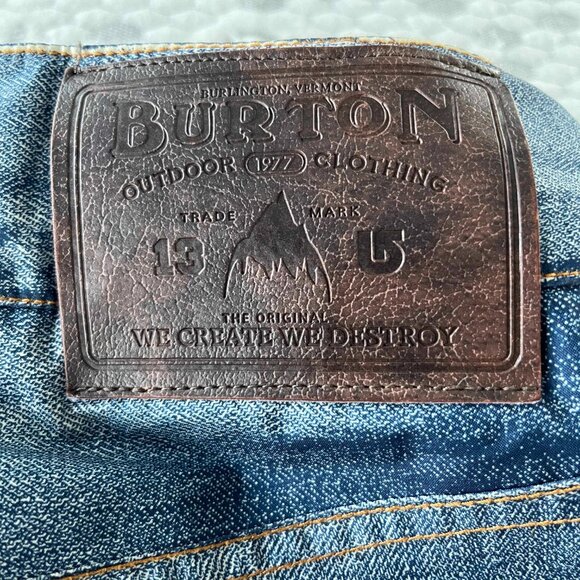 BURLINGTON, VERMONT
BURTON
OUTDOOR 1977 CLOTHING
TRADE MARK
13
THE ORIGINAL
WE CREATE WE DESTROY